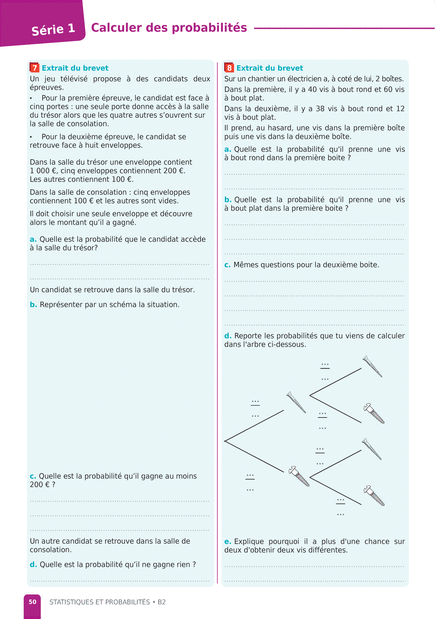 Série 1
Calculer des probabilités
7 Extrait du brevet
Un jeu télévisé propose à des candidats deux
épreuves.
• Pour la première épreuve, le candidat est face à
cinq portes : une seule porte donne accès à la salle
du trésor alors que les quatre autres s'ouvrent sur
la salle de consolation.
• Pour la deuxième épreuve, le candidat se
retrouve face à huit enveloppes.
Dans la salle du trésor une enveloppe contient
1 000 €, cinq enveloppes contiennent 200 €.
Les autres contiennent 100 €.
Dans la salle de consolation : cinq enveloppes
contiennent 100 € et les autres sont vides.
Il doit choisir une seule enveloppe et découvre
alors le montant qu'il a gagné.
a. Quelle est la probabilité que le candidat accède
à la salle du trésor?
Un candidat se retrouve dans la salle du trésor.
b. Représenter par un schéma la situation.
c. Quelle est la probabilité qu'il gagne au moins
200 € ?
Un autre candidat se retrouve dans la salle de
consolation.
d. Quelle est la probabilité qu'il ne gagne rien ?
8 Extrait du brevet
Sur un chantier un électricien a, à coté de lui, 2 boîtes.
Dans la première, il y a 40 vis à bout rond et 60 vis
à bout plat.
Dans la deuxième, il y a 38 vis à bout rond et 12
vis à bout plat.
Il prend, au hasard, une vis dans la première boîte
puis une vis dans la deuxième boîte.
a. Quelle est la probabilité qu'il prenne une vis
à bout rond dans la première boite ?
b. Quelle est la probabilité qu'il prenne une vis
à bout plat dans la première boite ?
c. Mêmes questions pour la deuxième boite.
d. Reporte les probabilités que tu viens de calculer
dans l'arbre ci-dessous.
e. Explique pourquoi il a plus d'une chance sur
deux d'obtenir deux vis différentes.
50 STATISTIQUES ET PROBABILITÉS • B2